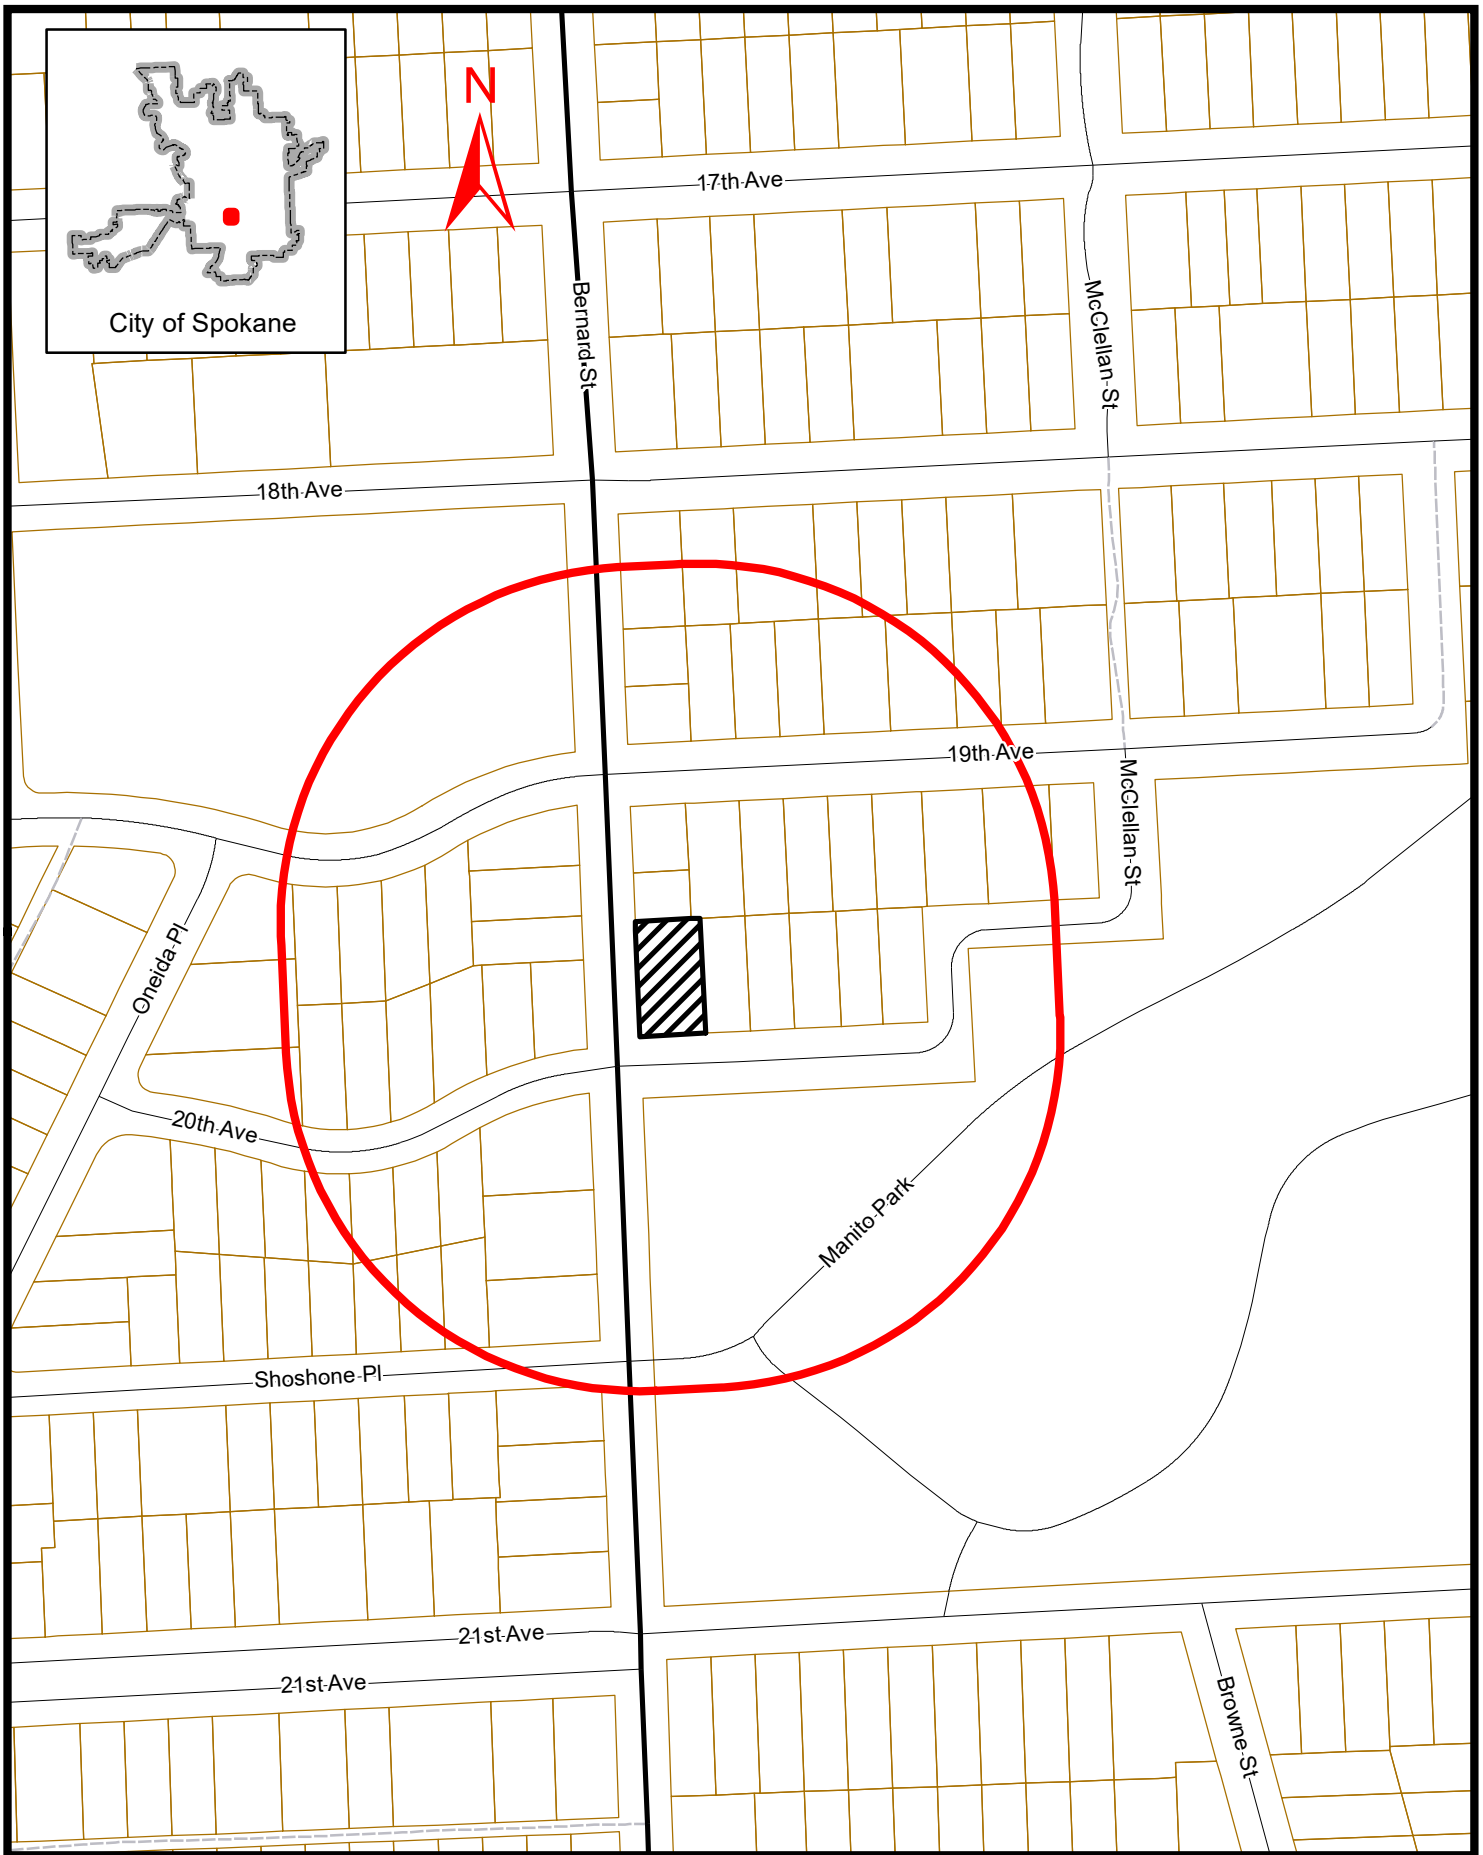 N
17th Ave
City of Spokane
Bernard St
McClellan St
18th Ave
19th Ave
McClellan St
Oneida Pl
20th Ave
Manito Park
Shoshone Pl
21st Ave
21st Ave
Browne St